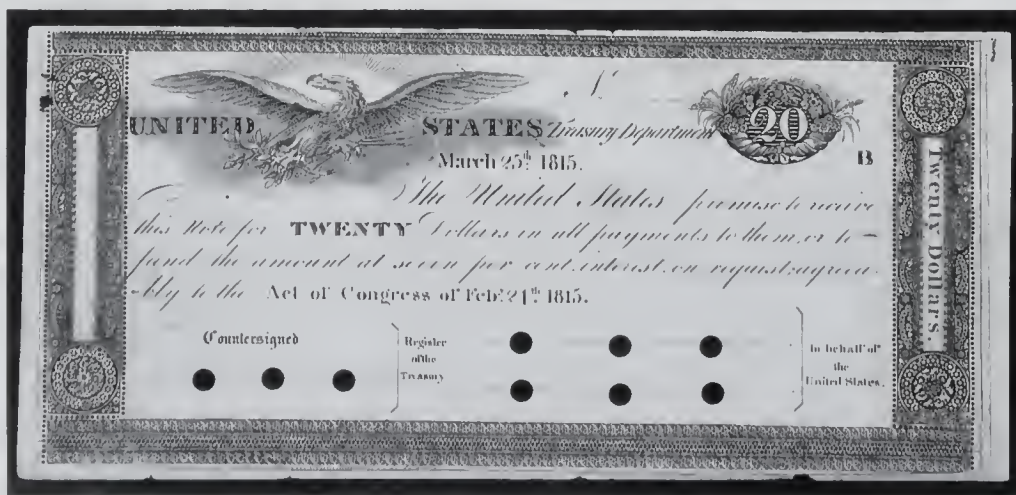 20
UNITED STATES Treasury Department
B
March 25th 1815.
The United States promise to receive
this Note for TWENTY Dollars in all payments to them, or to
fund the amount at seven per cent. interest, on request, agrea-
-bly to the Act of Congress of Feb. 24th 1815.
Countersigned
Register
of the
Treasury
In behalf of
the
United States.
Twenty Dollars.